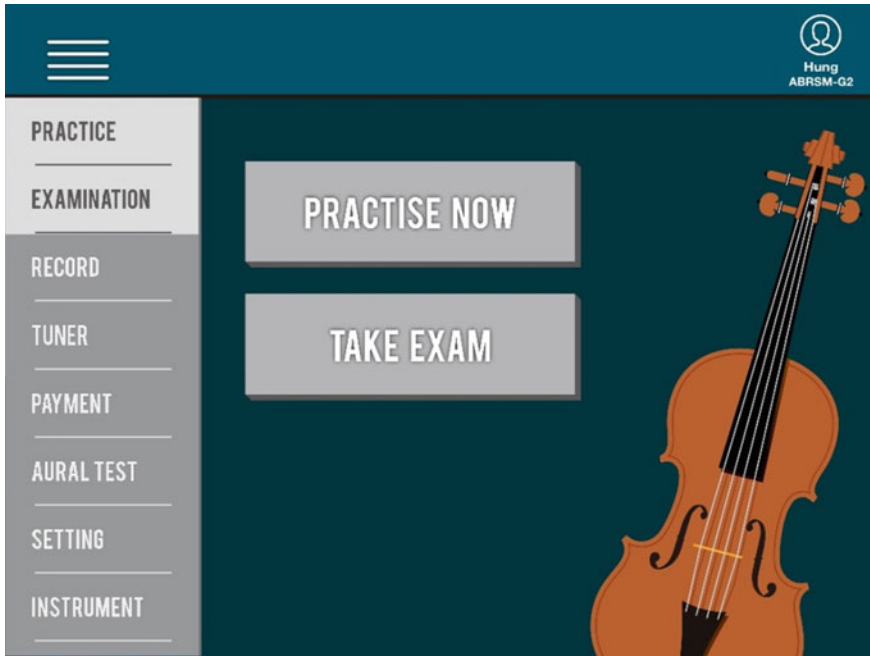 Hung
ABRSM-G2
PRACTICE
EXAMINATION
RECORD
TUNER
PAYMENT
AURAL TEST
SETTING
INSTRUMENT
PRACTISE NOW
TAKE EXAM